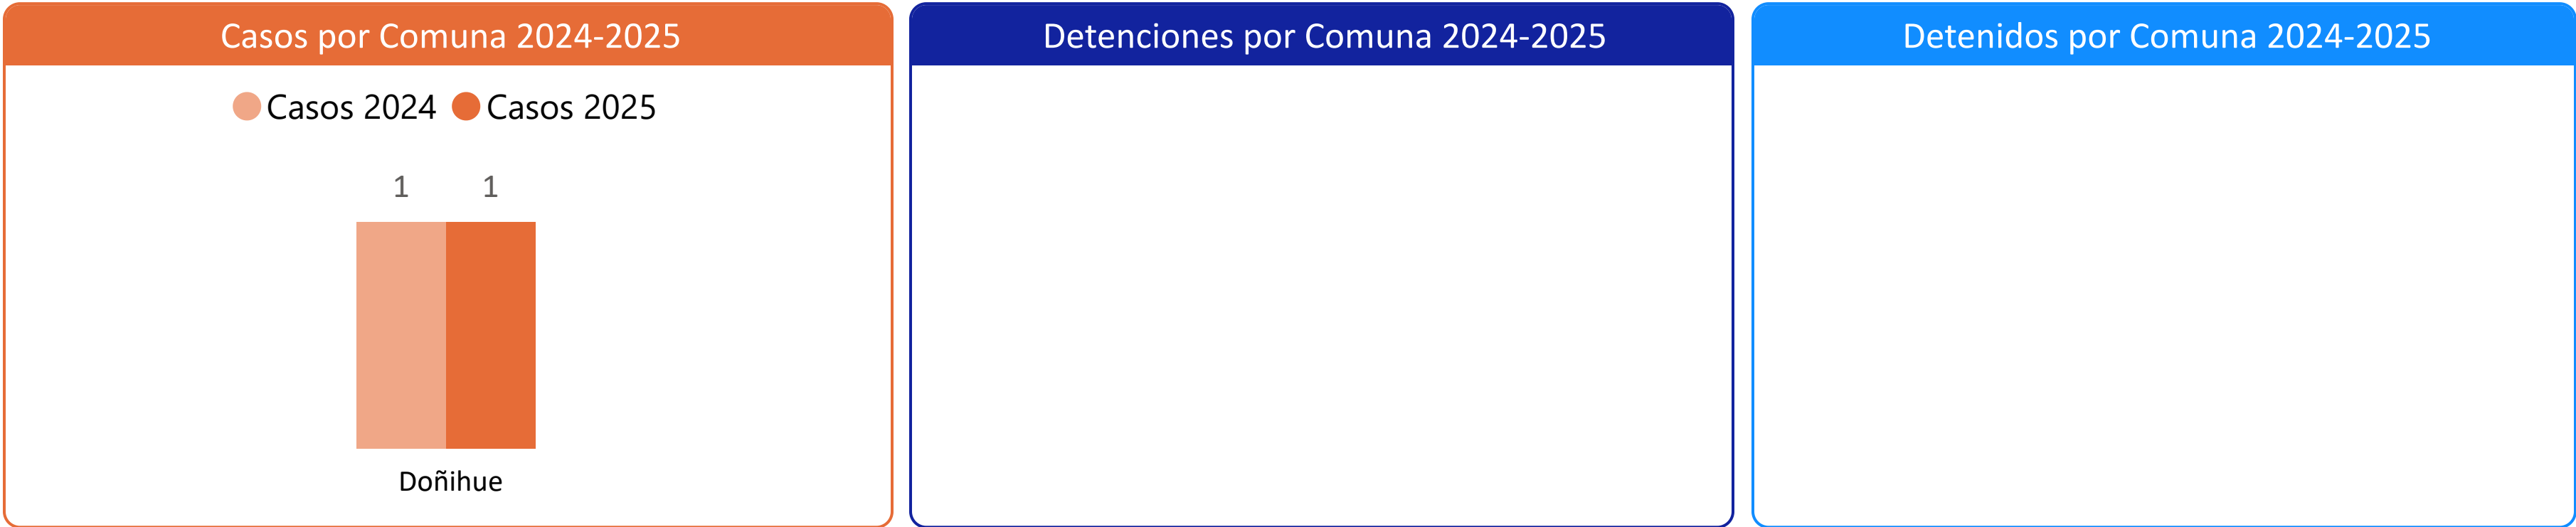 Casos por Comuna 2024-2025
Casos 2024 Casos 2025
1 1
Doñihue
Detenciones por Comuna 2024-2025
Detenidos por Comuna 2024-2025